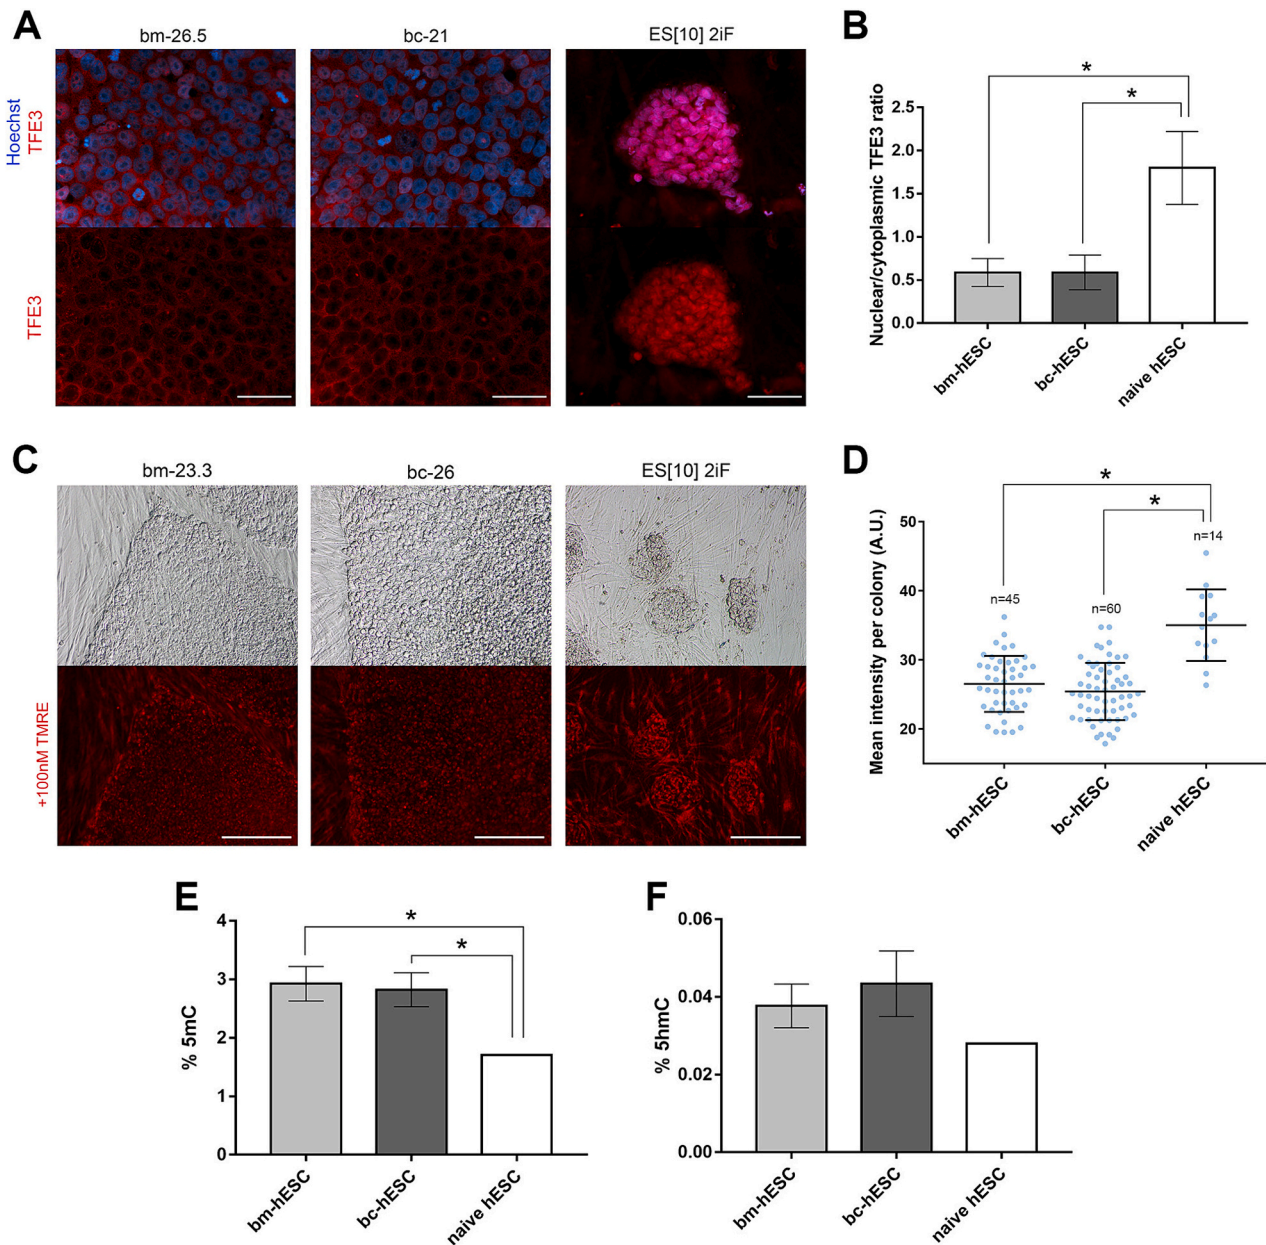 A
bm-26.5
bc-21
ES[10] 2iF
Hoechst
TFE3
TFE3
B
Nuclear/cytoplasmic TFE3 ratio
2.5
2.0
1.5
1.0
0.5
0.0
*
*
bm-hESC
bc-hESC
naive hESC
C
bm-23.3
bc-26
ES[10] 2iF
+100nM TMRE
D
Mean intensity per colony (A.U.)
50
40
30
20
*
*
n=45
n=60
n=14
bm-hESC
bc-hESC
naive hESC
E
% 5mC
4
3
2
1
0
*
*
bm-hESC
bc-hESC
naive hESC
F
% 5hmC
0.06
0.04
0.02
0.00
bm-hESC
bc-hESC
naive hESC